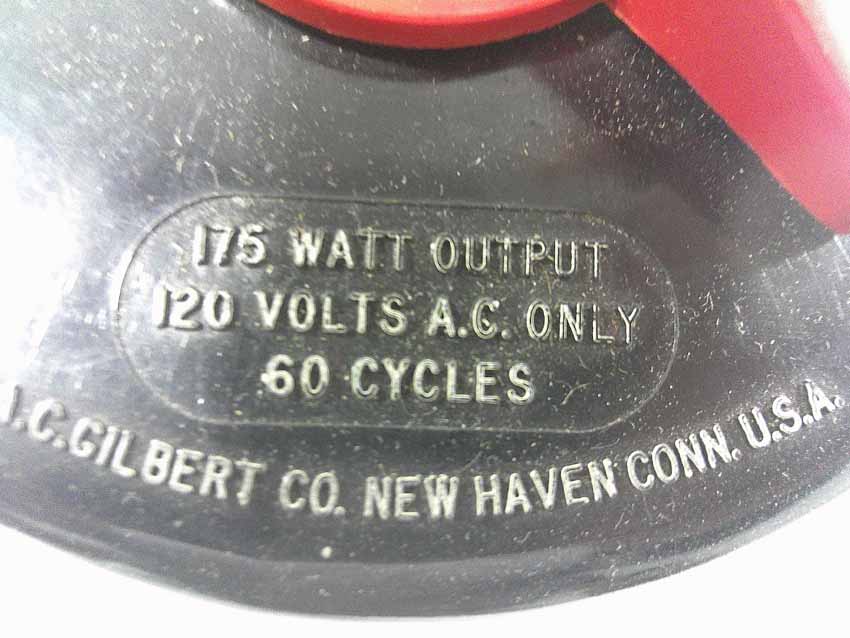 175 WATT OUTPUT
120 VOLTS A.C. ONLY
60 CYCLES
.C.GILBERT CO. NEW HAVEN CONN. U.S.A.